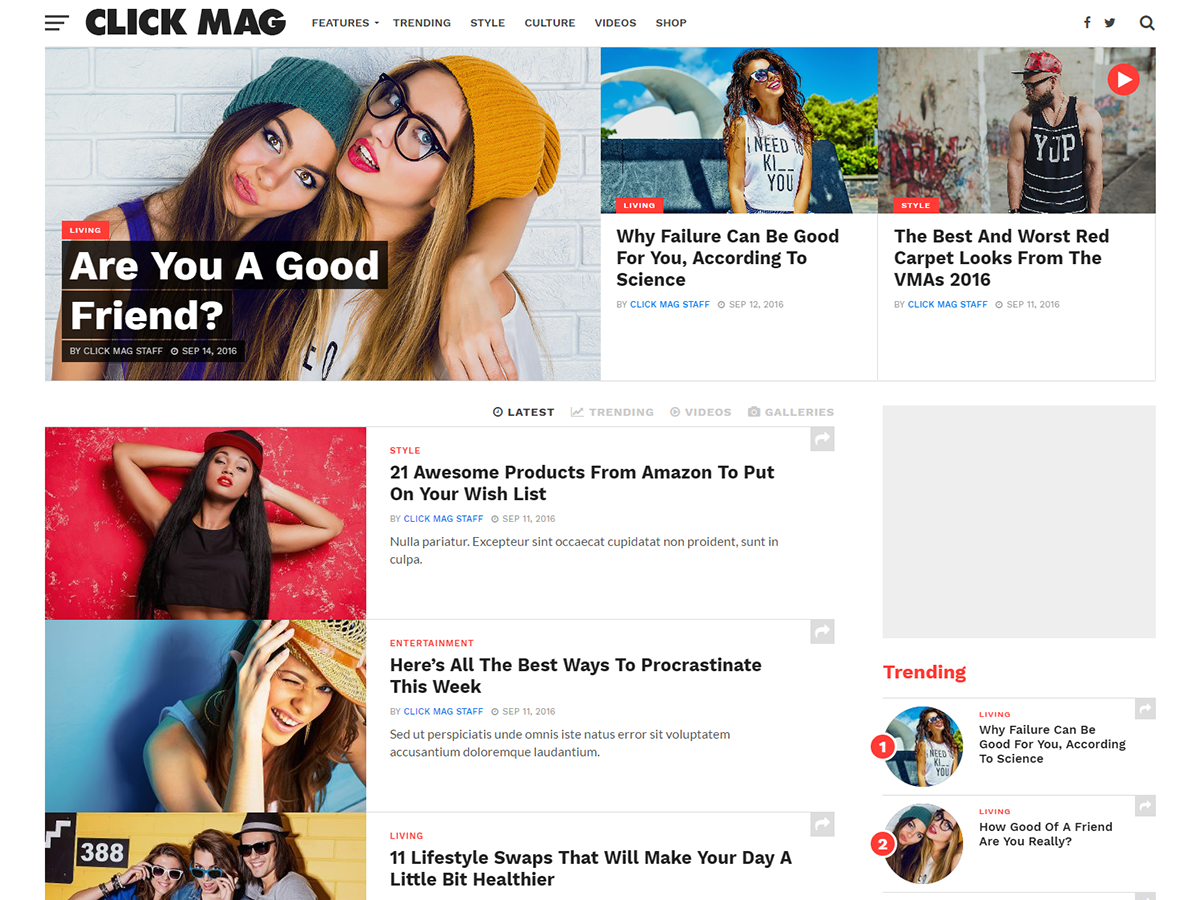 CLICK MAG
FEATURES
TRENDING
STYLE
CULTURE
VIDEOS
SHOP
LIVING
Are You A Good
Friend?
BY CLICK MAG STAFF SEP 14, 2016
I NEED
KI__
YOU
LIVING
Why Failure Can Be Good
For You, According To
Science
BY CLICK MAG STAFF SEP 12, 2016
YUP
STYLE
The Best And Worst Red
Carpet Looks From The
VMAs 2016
BY CLICK MAG STAFF SEP 11, 2016
LATEST
TRENDING
VIDEOS
GALLERIES
STYLE
21 Awesome Products From Amazon To Put
On Your Wish List
BY CLICK MAG STAFF SEP 11, 2016
Nulla pariatur. Excepteur sint occaecat cupidatat non proident, sunt in
culpa.
ENTERTAINMENT
Here’s All The Best Ways To Procrastinate
This Week
BY CLICK MAG STAFF SEP 11, 2016
Sed ut perspiciatis unde omnis iste natus error sit voluptatem
accusantium doloremque laudantium.
388
LIVING
11 Lifestyle Swaps That Will Make Your Day A
Little Bit Healthier
Trending
1
I NEED
KI__
YOU
LIVING
Why Failure Can Be
Good For You, According
To Science
2
LIVING
How Good Of A Friend
Are You Really?